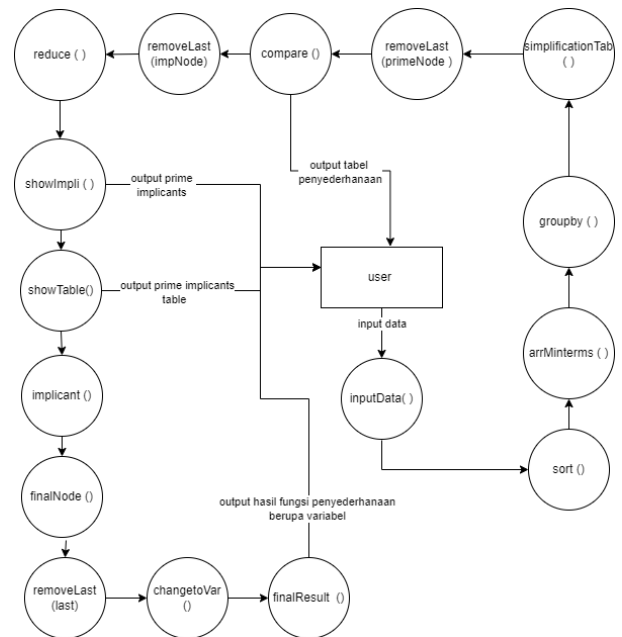 reduce ( )
removeLast
(impNode)
compare ()
removeLast
(primeNode )
simplificationTab
( )
output tabel
penyederhanaan
showImpli ( )
output prime
implicants
groupby ( )
showTable()
output prime implicants
table
user
input data
arrMinterms ( )
implicant ()
inputData( )
sort ()
finalNode ()
output hasil fungsi penyederhanaan
berupa variabel
removeLast
(last)
changetoVar
()
finalResult ()